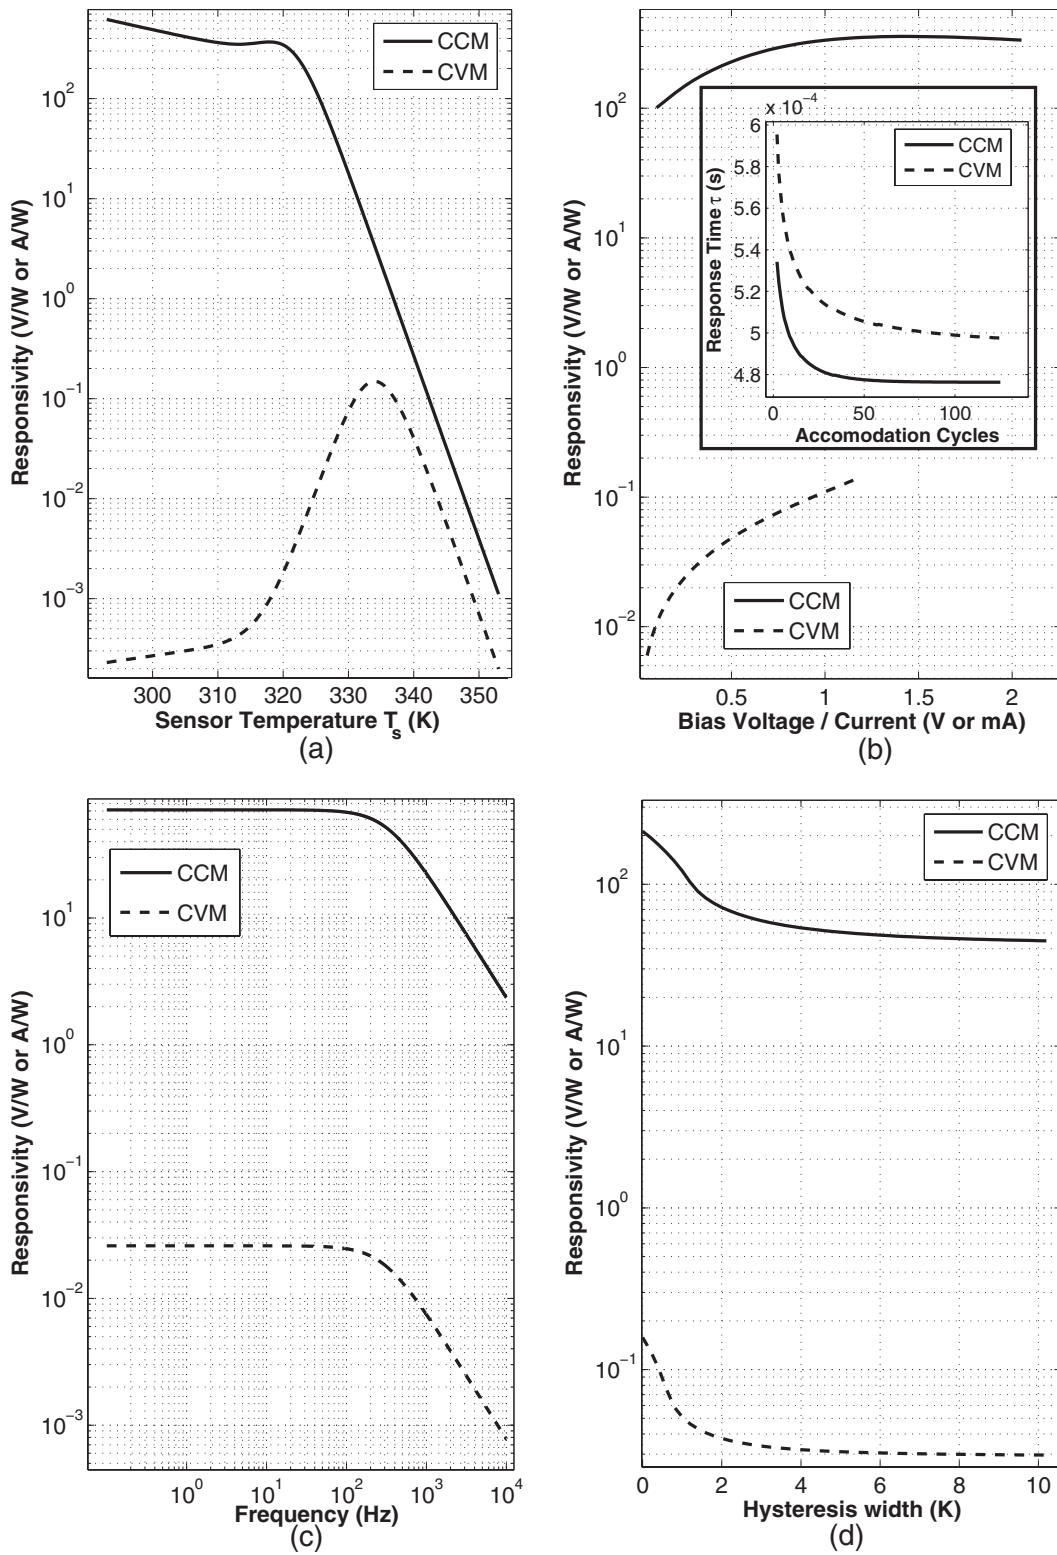 10^2
10^1
10^0
10^−1
10^−2
10^−3
Responsivity (V/W or A/W)
CCM
CVM
300 310 320 330 340 350
Sensor Temperature T_s (K)
(a)
10^2
10^1
10^0
10^−1
10^−2
Responsivity (V/W or A/W)
x 10^−4
6
5.8
5.6
5.4
5.2
5
4.8
Response Time τ (s)
CCM
CVM
0 50 100
Accomodation Cycles
CCM
CVM
0.5 1 1.5 2
Bias Voltage / Current (V or mA)
(b)
10^1
10^0
10^−1
10^−2
10^−3
Responsivity (V/W or A/W)
CCM
CVM
10^0 10^1 10^2 10^3 10^4
Frequency (Hz)
(c)
10^2
10^1
10^0
10^−1
Responsivity (V/W or A/W)
CCM
CVM
0 2 4 6 8 10
Hysteresis width (K)
(d)